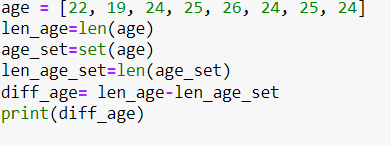 age = [22, 19, 24, 25, 26, 24, 25, 24]
len_age=len(age)
age_set=set(age)
len_age_set=len(age_set)
diff_age= len_age-len_age_set
print(diff_age)